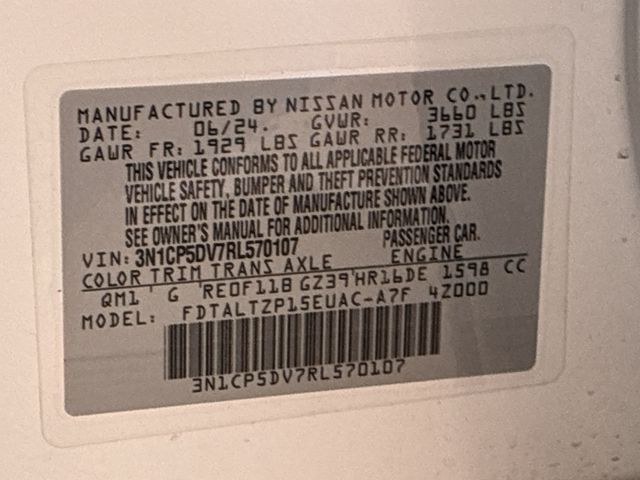 MANUFACTURED BY NISSAN MOTOR CO.,LTD.
DATE: 06/24. GVWR: 3660 LBS
GAWR FR: 1929 LBS GAWR RR: 1731 LBS
THIS VEHICLE CONFORMS TO ALL APPLICABLE FEDERAL MOTOR
VEHICLE SAFETY, BUMPER AND THEFT PREVENTION STANDARDS
IN EFFECT ON THE DATE OF MANUFACTURE SHOWN ABOVE.
SEE OWNER'S MANUAL FOR ADDITIONAL INFORMATION.
VIN: 3N1CP5DV7RL570107 PASSENGER CAR.
COLOR TRIM TRANS AXLE ENGINE
QM1 ' G 'RE0F11B GZ39'HR16DE 1598 CC
MODEL: FDTALTZP15EUAC-A7F 4Z000
3N1CP5DV7RL570107